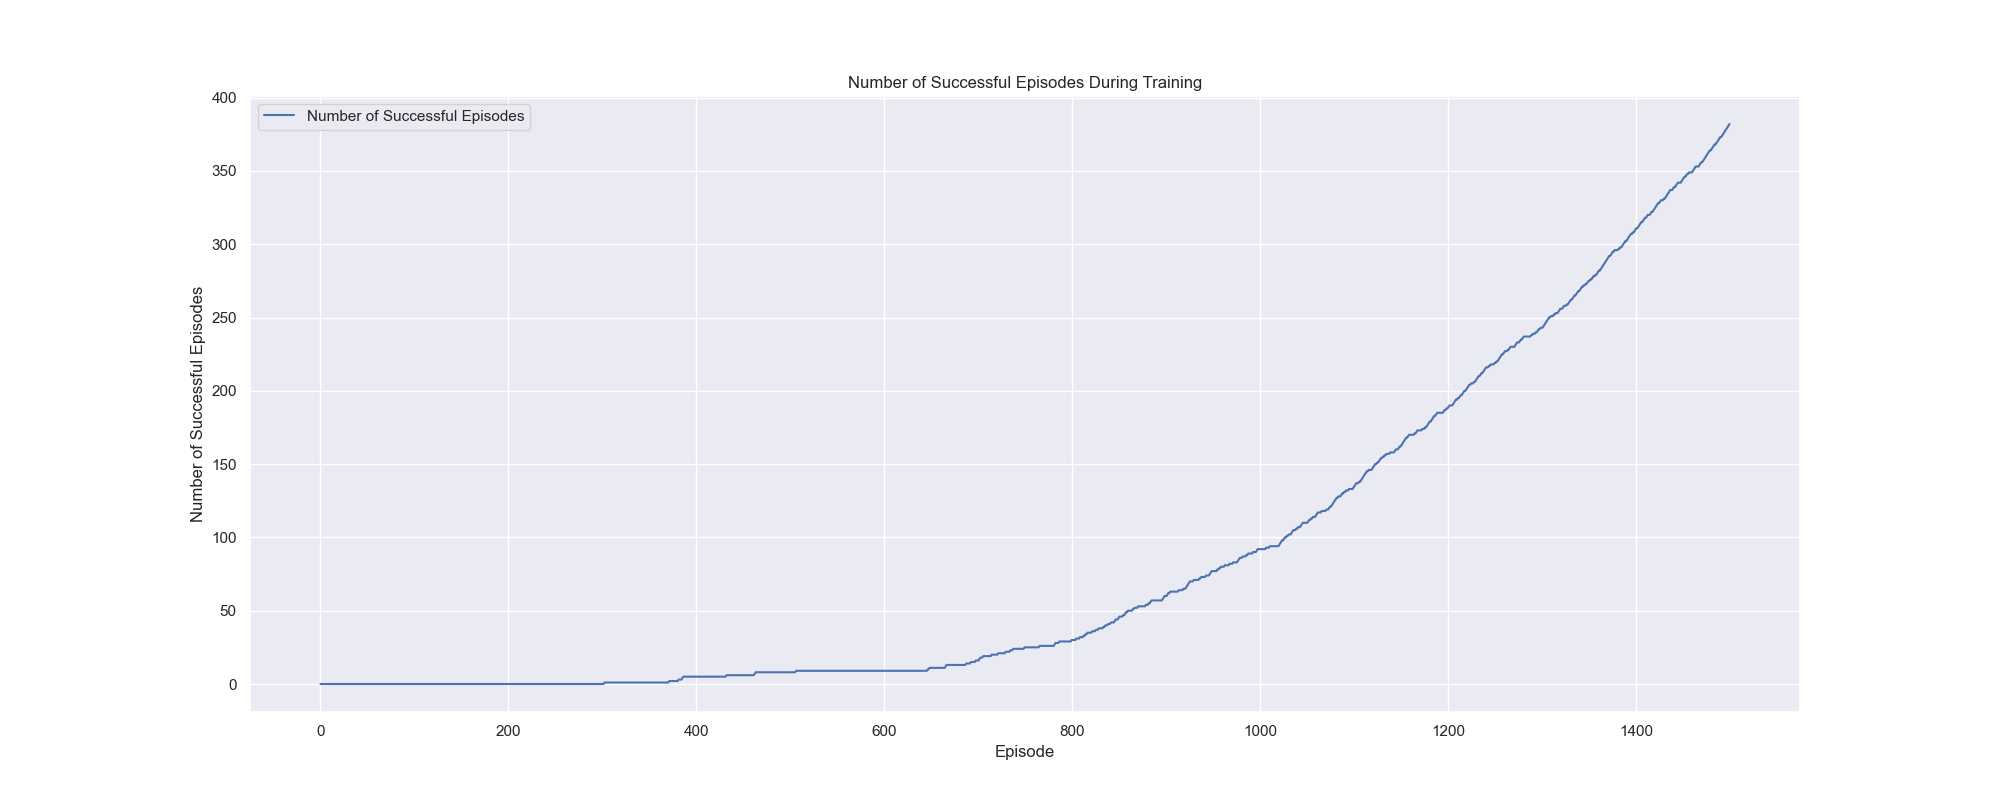 Number of Successful Episodes During Training
Number of Successful Episodes
400
350
300
250
200
150
100
50
0
Number of Successful Episodes
0 200 400 600 800 1000 1200 1400
Episode